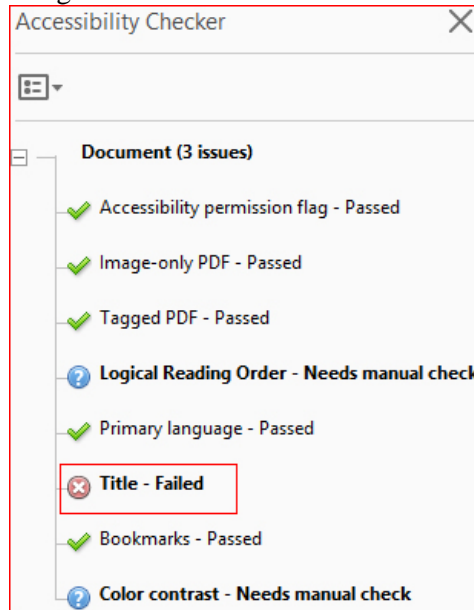 Accessibility Checker
Document (3 issues)
Accessibility permission flag - Passed
Image-only PDF - Passed
Tagged PDF - Passed
Logical Reading Order - Needs manual check
Primary language - Passed
Title - Failed
Bookmarks - Passed
Color contrast - Needs manual check